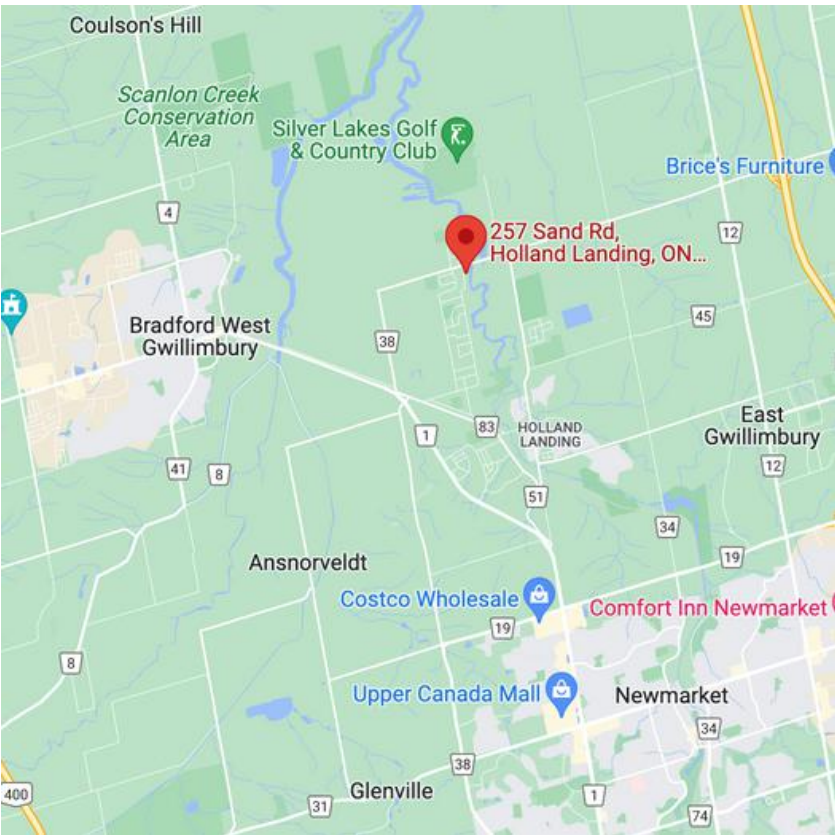 Coulson's Hill
Scanlon Creek
Conservation
Area
Silver Lakes Golf
& Country Club
Brice's Furniture
4
12
257 Sand Rd,
Holland Landing, ON...
Bradford West
Gwillimbury
38
45
83
HOLLAND
LANDING
1
East
Gwillimbury
12
41
8
51
34
19
Ansnorveldt
Costco Wholesale
Comfort Inn Newmarket
19
8
Upper Canada Mall
Newmarket
34
38
400
31
Glenville
1
74